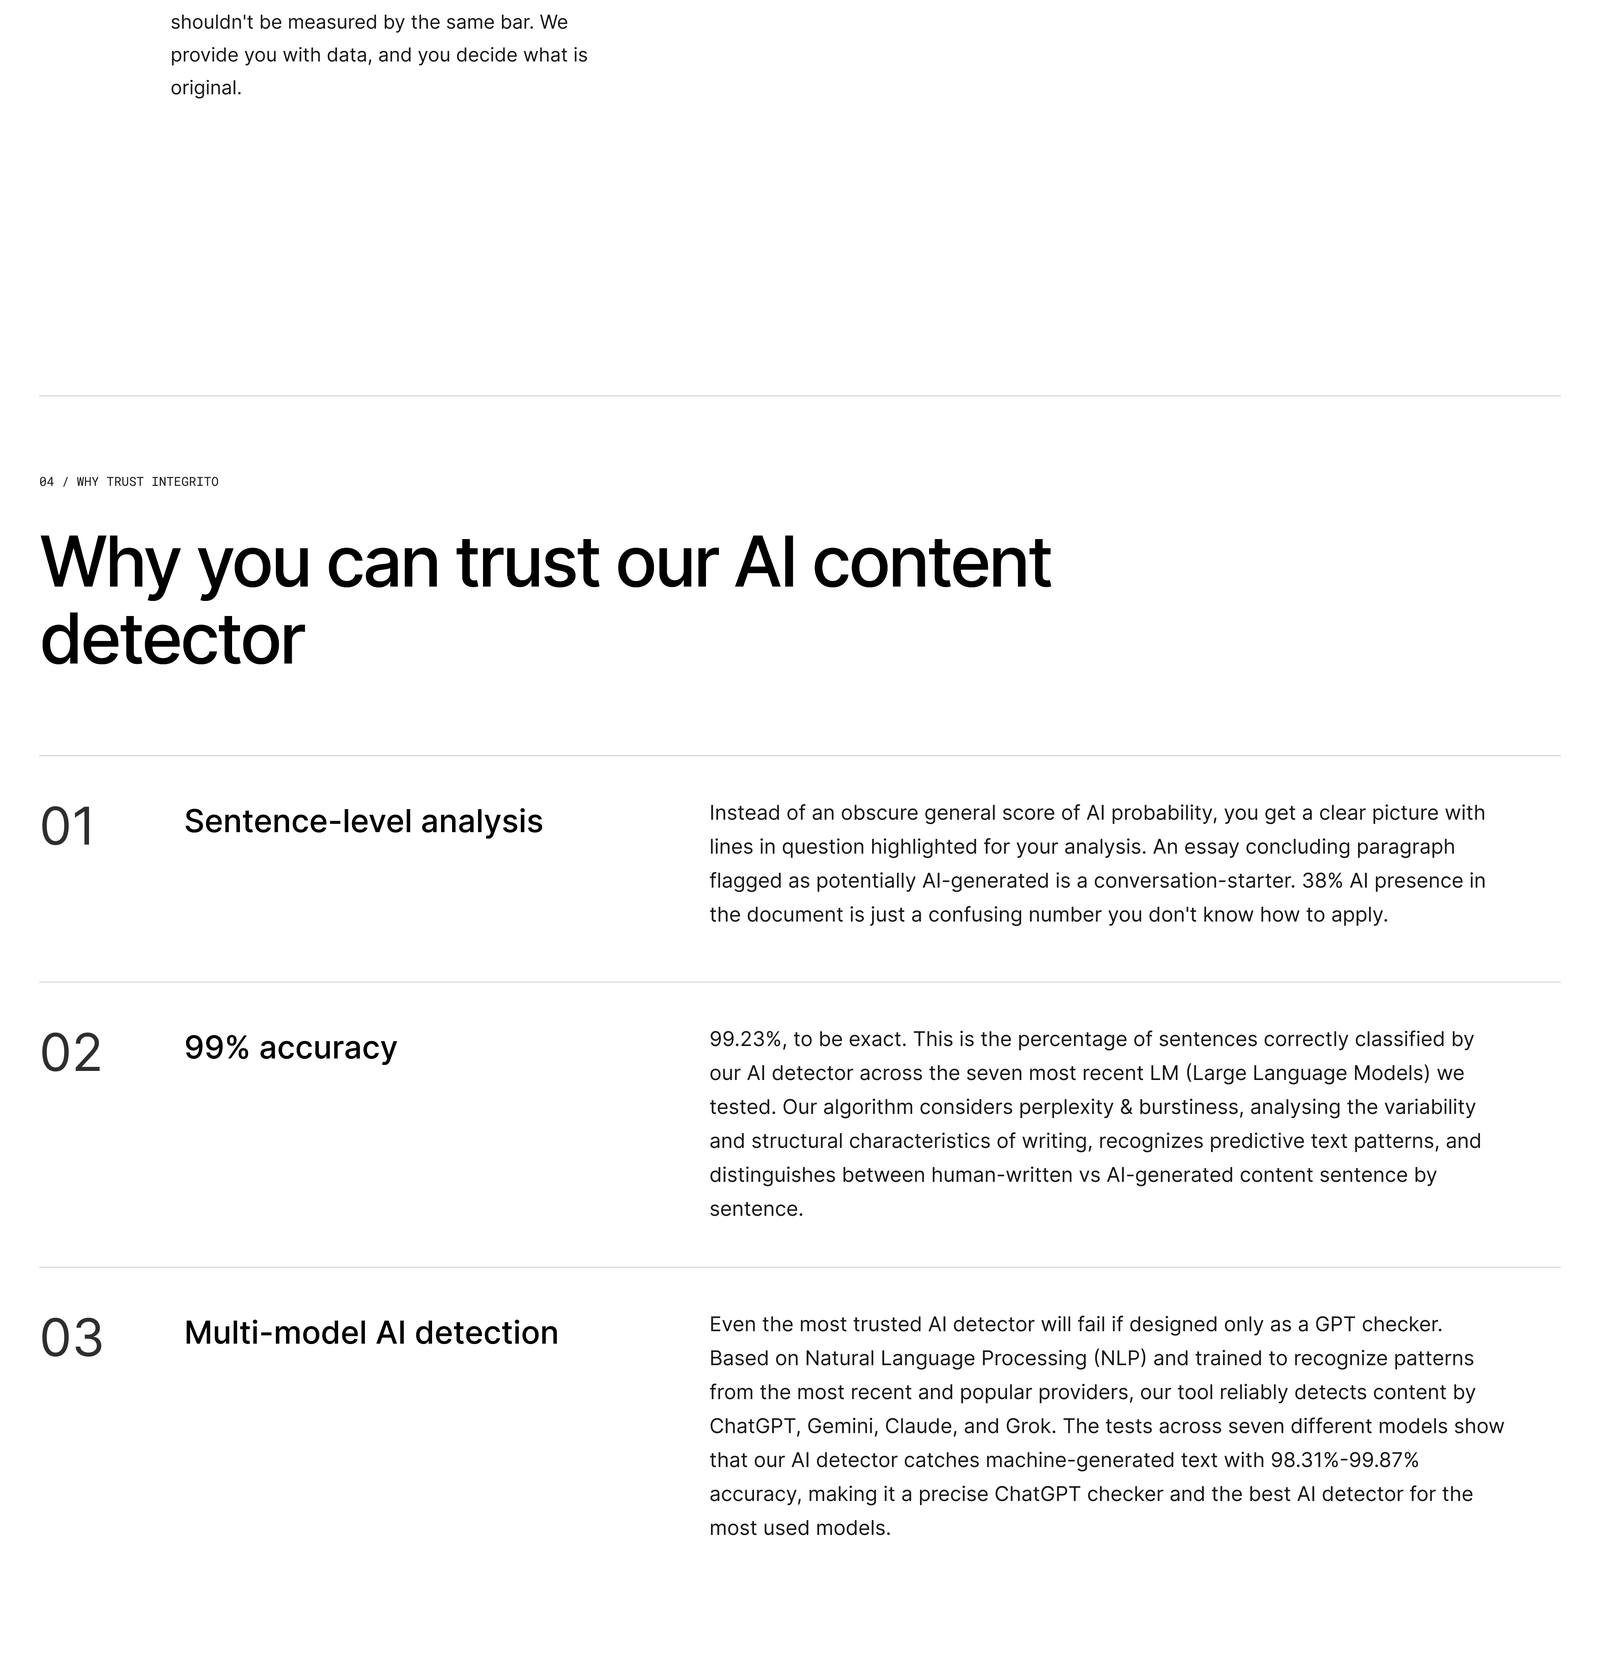 shouldn't be measured by the same bar. We
provide you with data, and you decide what is
original.
04 / WHY TRUST INTEGRITO
Why you can trust our AI content
detector
01
Sentence-level analysis
Instead of an obscure general score of AI probability, you get a clear picture with
lines in question highlighted for your analysis. An essay concluding paragraph
flagged as potentially AI-generated is a conversation-starter. 38% AI presence in
the document is just a confusing number you don't know how to apply.
02
99% accuracy
99.23%, to be exact. This is the percentage of sentences correctly classified by
our AI detector across the seven most recent LM (Large Language Models) we
tested. Our algorithm considers perplexity & burstiness, analysing the variability
and structural characteristics of writing, recognizes predictive text patterns, and
distinguishes between human-written vs AI-generated content sentence by
sentence.
03
Multi-model AI detection
Even the most trusted AI detector will fail if designed only as a GPT checker.
Based on Natural Language Processing (NLP) and trained to recognize patterns
from the most recent and popular providers, our tool reliably detects content by
ChatGPT, Gemini, Claude, and Grok. The tests across seven different models show
that our AI detector catches machine-generated text with 98.31%-99.87%
accuracy, making it a precise ChatGPT checker and the best AI detector for the
most used models.